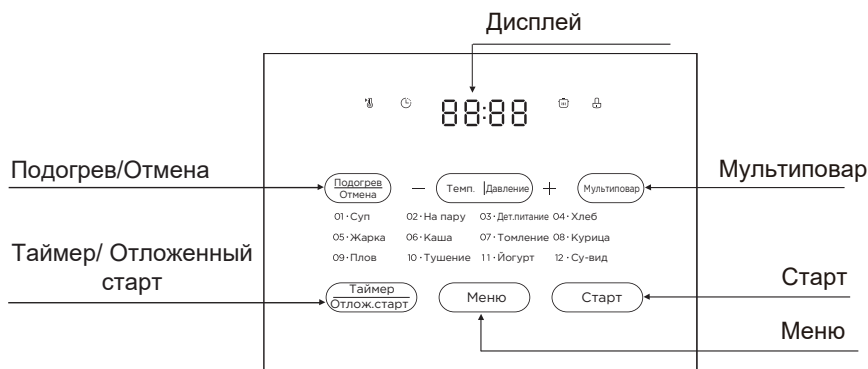 Дисплей
88:88
Подогрев/Отмена
Мультиповар
Подогрев
Отмена
− Темп. | Давление + Мультиповар
01·Суп 02·На пару 03·Дет.питание 04·Хлеб
05·Жарка 06·Каша 07·Томление 08·Курица
09·Плов 10·Тушение 11·Йогурт 12·Су-вид
Таймер/ Отложенный
старт
Таймер
Отлож.старт
Меню
Старт
Старт
Меню